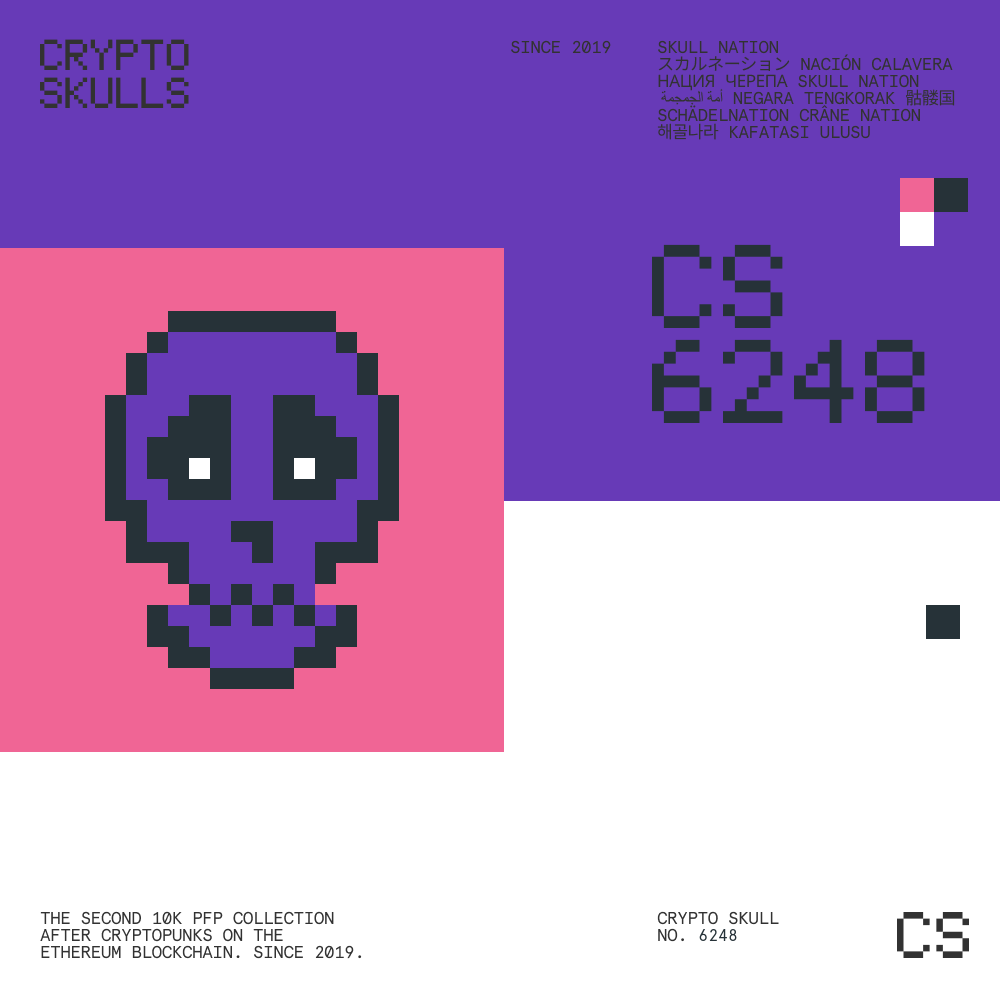 CRYPTO
SKULLS
SINCE 2019
SKULL NATION
スカルネーション NACIÓN CALAVERA
НАЦИЯ ЧЕРЕПА SKULL NATION
أمة الجمجمة NEGARA TENGKORAK 骷髅国
SCHÄDELNATION CRÂNE NATION
해골나라 KAFATASI ULUSU
CS
6248
THE SECOND 10K PFP COLLECTION
AFTER CRYPTOPUNKS ON THE
ETHEREUM BLOCKCHAIN. SINCE 2019.
CRYPTO SKULL
NO. 6248
CS